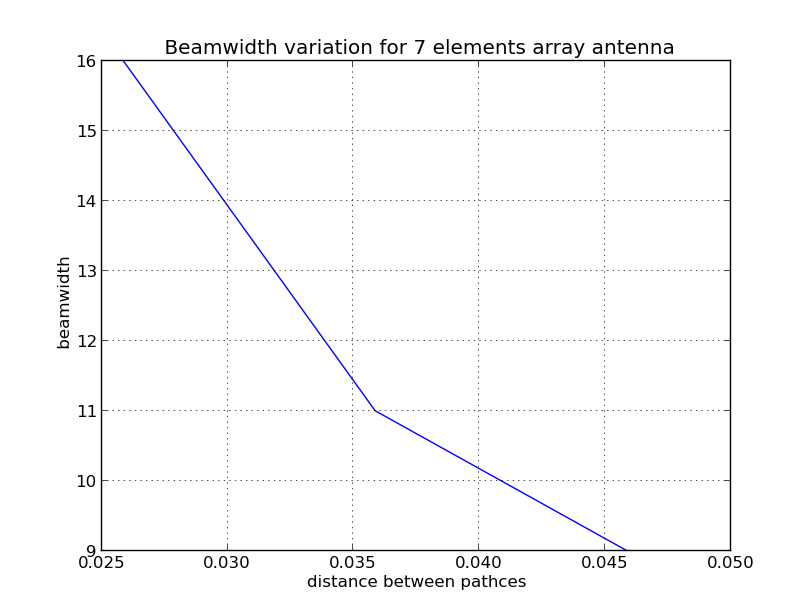 Beamwidth variation for 7 elements array antenna
16
15
14
13
12
11
10
9
beamwidth
0.025 0.030 0.035 0.040 0.045 0.050
distance between pathces